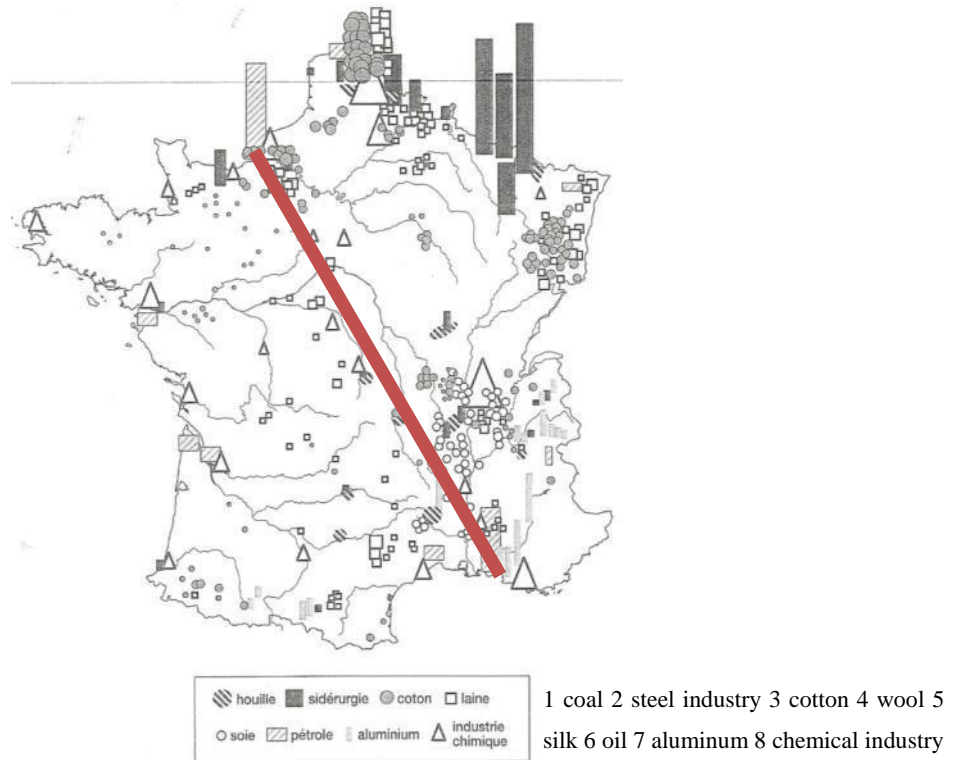 houille sidérurgie coton laine
soie pétrole aluminium industrie chimique
1 coal 2 steel industry 3 cotton 4 wool 5
silk 6 oil 7 aluminum 8 chemical industry